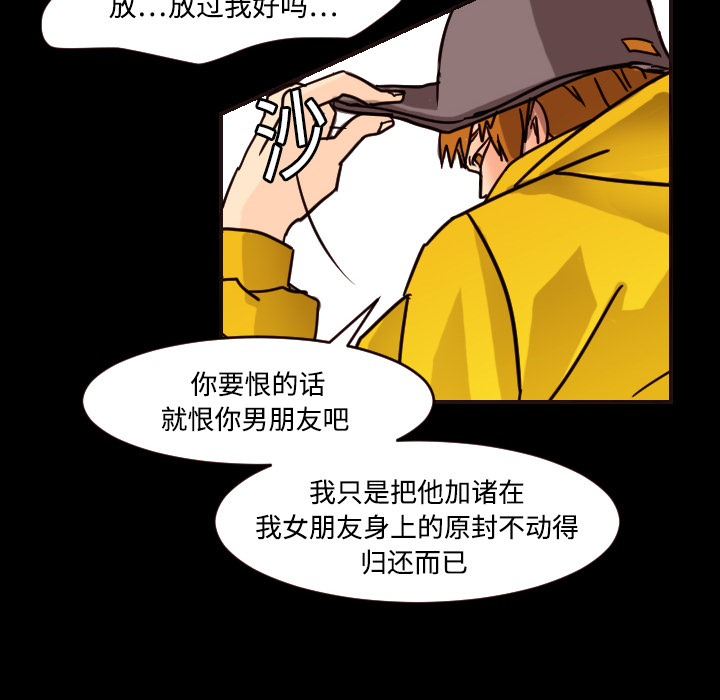 放...放过我好吗...
沙
你要恨的话
就恨你男朋友吧
我只是把他加诸在
我女朋友身上的原封不动得
归还而已